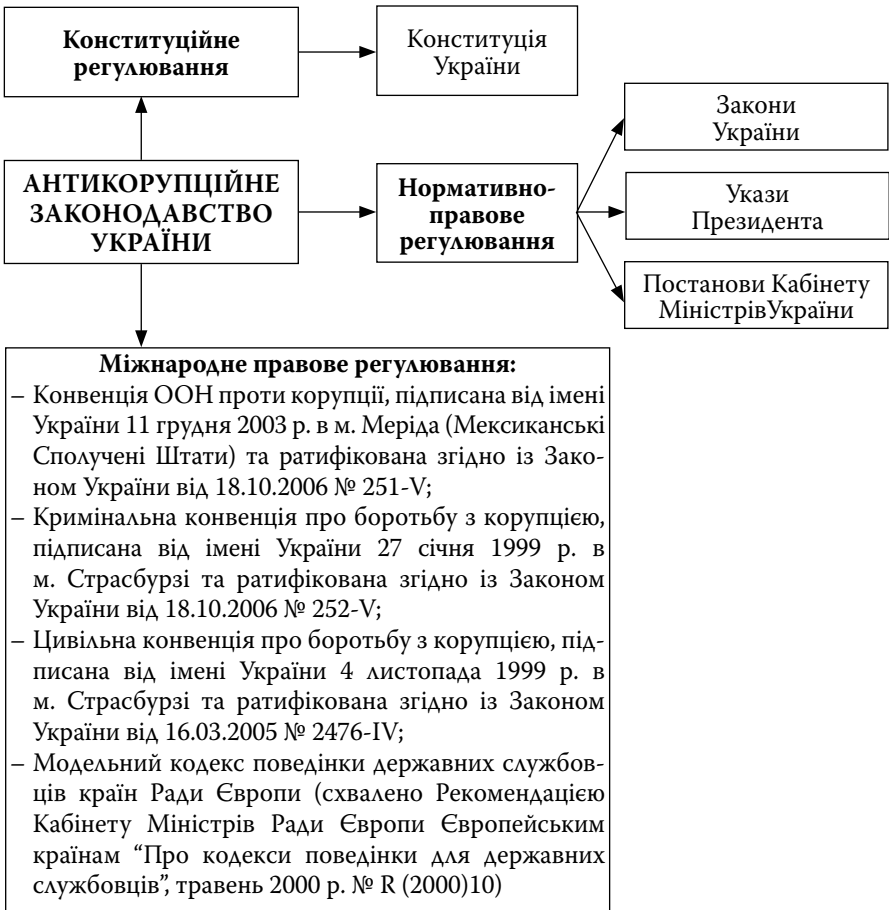 Конституційне
регулювання
Конституція
України
АНТИКОРУПЦІЙНЕ
ЗАКОНОДАВСТВО
УКРАЇНИ
Нормативно-
правове
регулювання
Закони
України
Укази
Президента
Постанови Кабінету
МіністрівУкраїни
Міжнародне правове регулювання:
– Конвенція ООН проти корупції, підписана від імені
України 11 грудня 2003 р. в м. Меріда (Мексиканські
Сполучені Штати) та ратифікована згідно із Зако-
ном України від 18.10.2006 № 251-V;
– Кримінальна конвенція про боротьбу з корупцією,
підписана від імені України 27 січня 1999 р. в
м. Страсбурзі та ратифікована згідно із Законом
України від 18.10.2006 № 252-V;
– Цивільна конвенція про боротьбу з корупцією, під-
писана від імені України 4 листопада 1999 р. в
м. Страсбурзі та ратифікована згідно із Законом
України від 16.03.2005 № 2476-IV;
– Модельний кодекс поведінки державних службов-
ців країн Ради Європи (схвалено Рекомендацією
Кабінету Міністрів Ради Європи Європейським
країнам “Про кодекси поведінки для державних
службовців”, травень 2000 р. № R (2000)10)